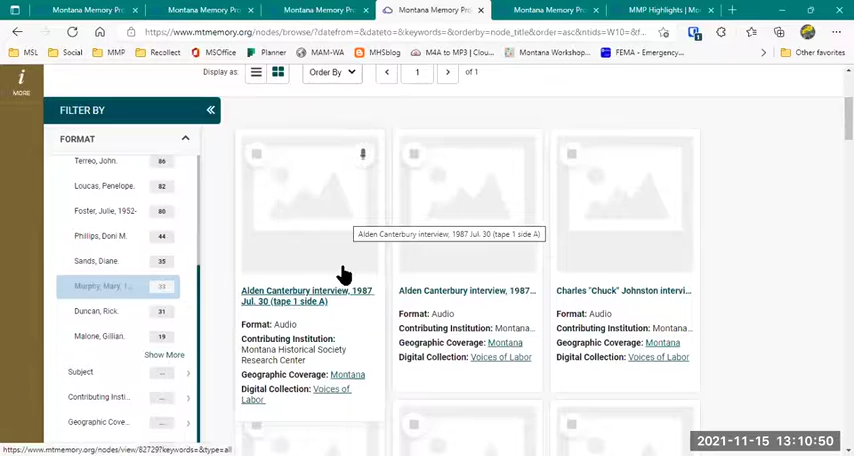 Montana Memory Pro
Montana Memory Pro
Montana Memory Pro
Montana Memory Pro
Montana Memory Pro
MMP Highlights | Mo
https://www.mtmemory.org/nodes/browse/?datefrom=&dateto=&keywords=&orderby=node_title&order=asc&ntids=W10=&f...
MSL
Search
MMP
Recollect
MSOffice
Planner
MAM-WA
MHSblog
M4A to MP3 | Clou...
Montana Workshop...
FEMA - Emergency...
Other favorites
i
MORE
Display as:
Order By
1
of 1
FILTER BY
FORMAT
Terreo, John. 86
Loucas, Penelope. 82
Foster, Julie, 1952- 80
Phillips, Doni M. 44
Sands, Diane. 35
Murphy, Mary, 1... 33
Duncan, Rick. 31
Malone, Gillian. 19
Show More
Subject ...
Contributing Insti... ...
Geographic Cove... ...
Alden Canterbury interview, 1987 Jul. 30 (tape 1 side A)
Alden Canterbury interview, 1987
Jul. 30 (tape 1 side A)
Format: Audio
Contributing Institution:
Montana Historical Society
Research Center
Geographic Coverage: Montana
Digital Collection: Voices of
Labor
Alden Canterbury interview, 1987...
Format: Audio
Contributing Institution: Montana...
Geographic Coverage: Montana
Digital Collection: Voices of Labor
Charles "Chuck" Johnston intervi...
Format: Audio
Contributing Institution: Montana...
Geographic Coverage: Montana
Digital Collection: Voices of Labor
https://www.mtmemory.org/nodes/view/82729?keywords=&type=all
2021-11-15 13:10:50